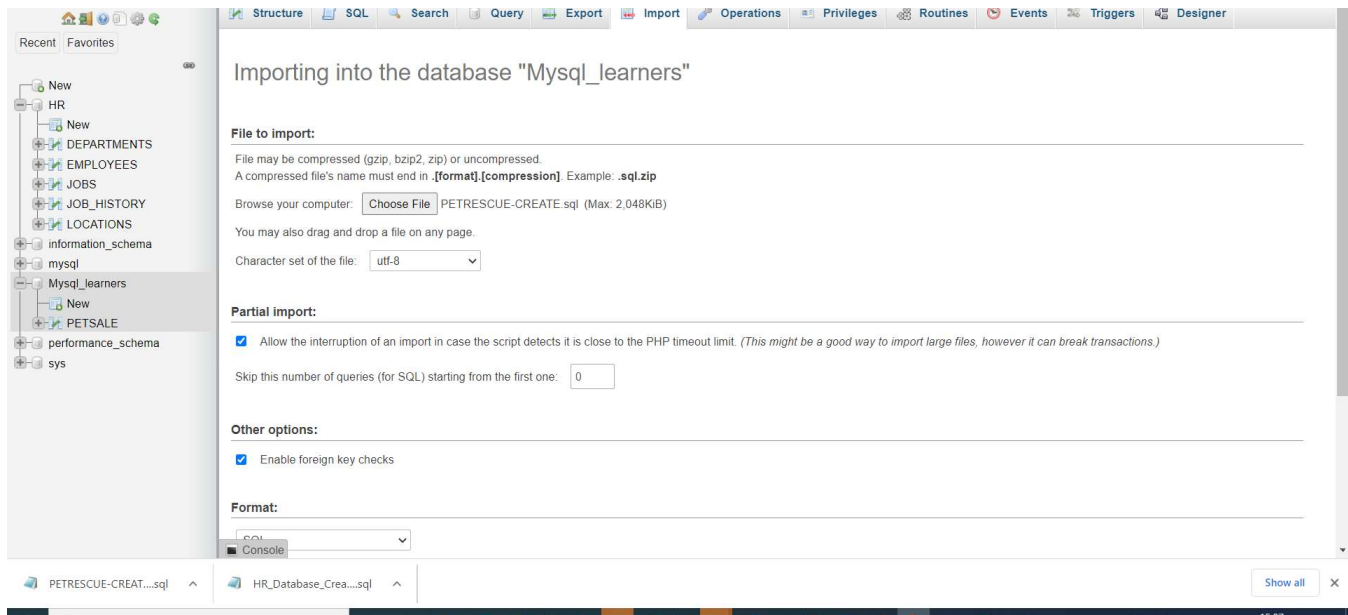 Structure SQL Search Query Export Import Operations Privileges Routines Events Triggers Designer
Recent Favorites
New
HR
New
DEPARTMENTS
EMPLOYEES
JOBS
JOB_HISTORY
LOCATIONS
information_schema
mysql
Mysql_learners
New
PETSALE
performance_schema
sys
Importing into the database "Mysql_learners"
File to import:
File may be compressed (gzip, bzip2, zip) or uncompressed.
A compressed file's name must end in .[format].[compression]. Example: .sql.zip
Browse your computer: Choose File PETRESCUE-CREATE.sql (Max: 2,048KiB)
You may also drag and drop a file on any page.
Character set of the file: utf-8
Partial import:
Allow the interruption of an import in case the script detects it is close to the PHP timeout limit. (This might be a good way to import large files, however it can break transactions.)
Skip this number of queries (for SQL) starting from the first one: 0
Other options:
Enable foreign key checks
Format:
SQL
Console
PETRESCUE-CREAT....sql HR_Database_Crea....sql Show all